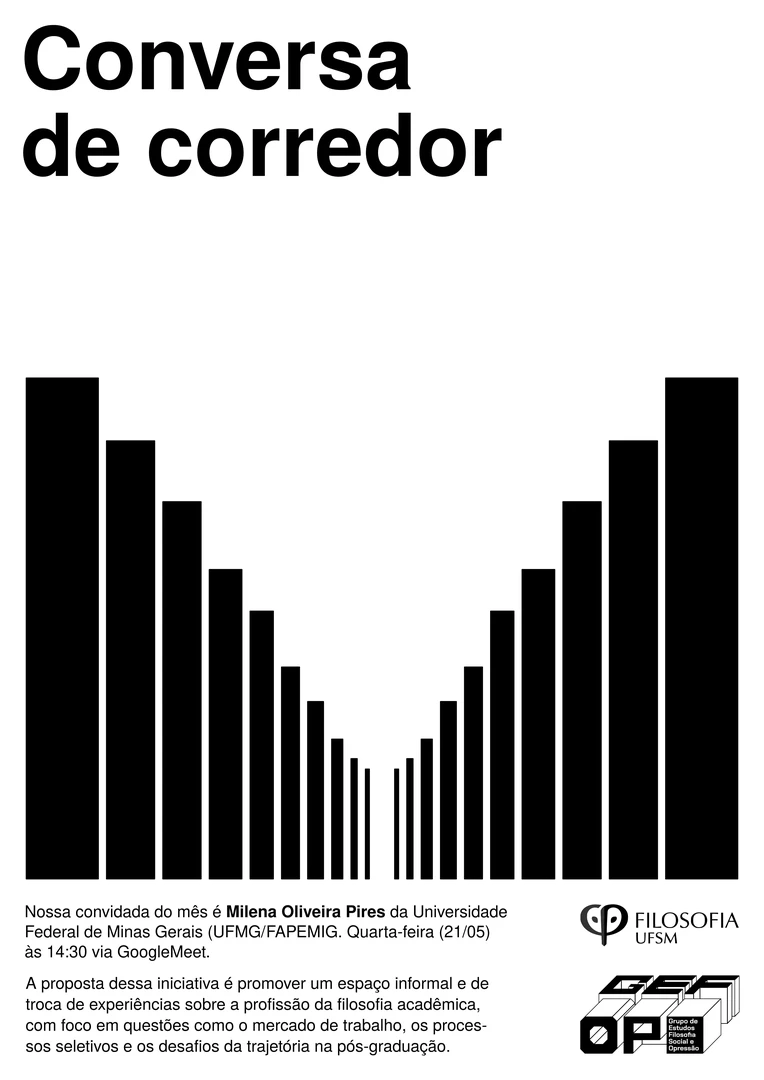 Conversa
de corredor
Nossa convidada do mês é Milena Oliveira Pires da Universidade
Federal de Minas Gerais (UFMG/FAPEMIG. Quarta-feira (21/05)
às 14:30 via GoogleMeet.
A proposta dessa iniciativa é promover um espaço informal e de
troca de experiências sobre a profissão da filosofia acadêmica,
com foco em questões como o mercado de trabalho, os proces-
sos seletivos e os desafios da trajetória na pós-graduação.
FILOSOFIA
UFSM
GEF
OP
Grupo de
Estudos
Filosofia
Social e
Opressão